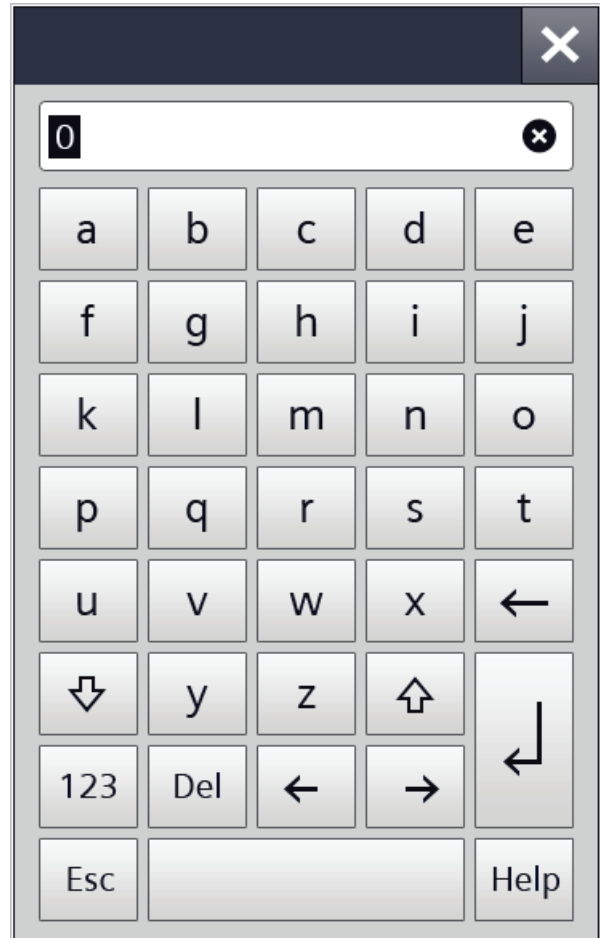 0
a b c d e
f g h i j
k l m n o
p q r s t
u v w x ←
y z
123 Del ← →
Esc Help